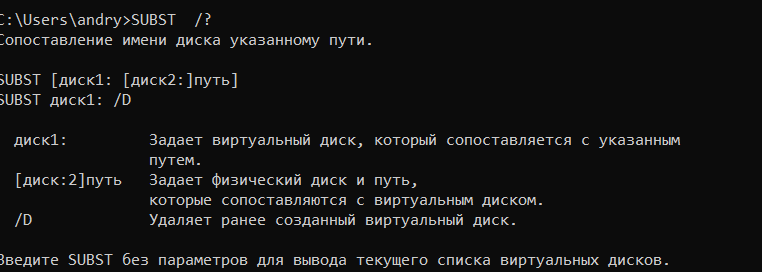 C:\Users\andry>SUBST  /?
Сопоставление имени диска указанному пути.
SUBST [диск1: [диск2:]путь]
SUBST диск1: /D
диск1:         Задает виртуальный диск, который сопоставляется с указанным
путем.
[диск:2]путь   Задает физический диск и путь,
которые сопоставляются с виртуальным диском.
/D             Удаляет ранее созданный виртуальный диск.
Введите SUBST без параметров для вывода текущего списка виртуальных дисков.